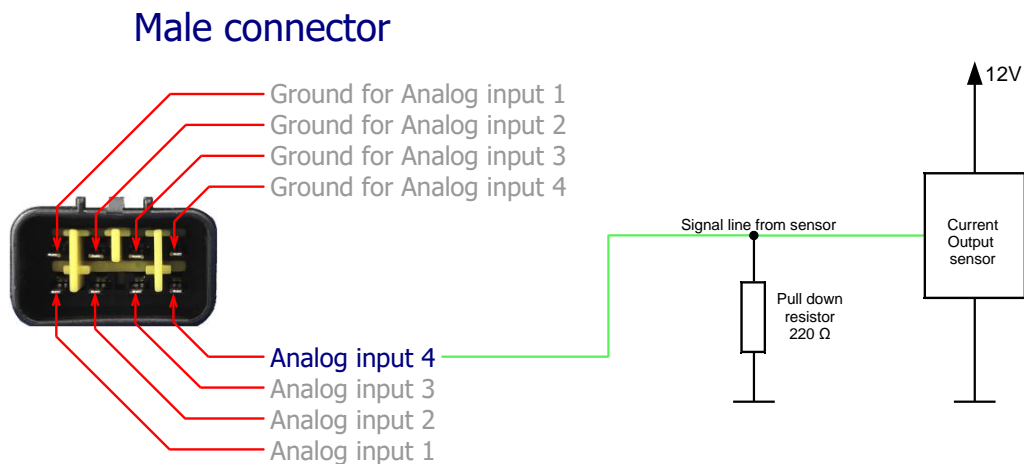 Male connector
Ground for Analog input 1
Ground for Analog input 2
Ground for Analog input 3
Ground for Analog input 4
12V
Signal line from sensor
Current
Output
sensor
Pull down
resistor
220 Ω
Analog input 4
Analog input 3
Analog input 2
Analog input 1